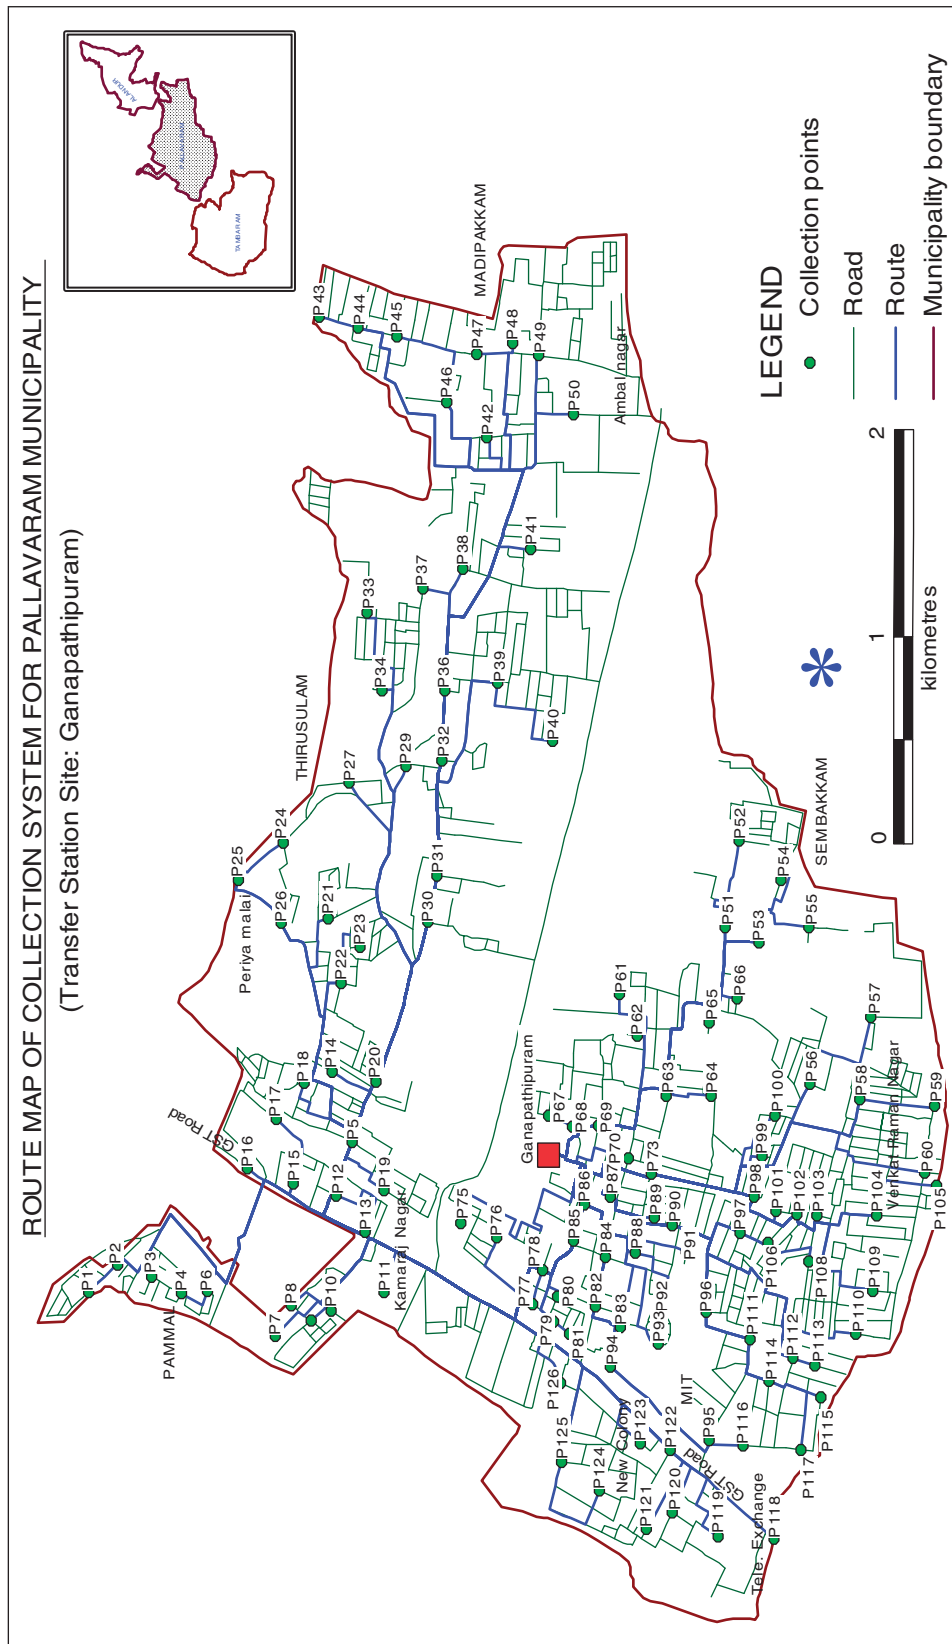 ROUTE MAP OF COLLECTION SYSTEM FOR PALLAVARAM MUNICIPALITY
(Transfer Station Site: Ganapathipuram)
ALANDUR
PALLAVARAM
TAMBARAM
P1
P2
P3
P4
P6
PAMMAL
P7
P8
P10
P11
Kamaraj Nagar
P13
P12
P15
P16
GST Road
P17
P18
P14
P5
P19
P20
P22
P23
P21
P26
Periya malai
P25
P24
P27
THIRUSULAM
P29
P30
P31
P32
P34
P33
P36
P37
P38
P39
P40
P41
P42
P46
P43
P44
P45
P47
P48
P49
P50
MADIPAKKAM
Ambal nagar
P75
P76
P78
P77
P79
P80
P81
P82
P83
P84
P85
P86
P87
P88
P89
P90
P91
P92
P93
P94
Ganapathipuram
P67
P68
P69
P70
P73
P61
P62
P63
P64
P65
P66
P51
P52
P53
P54
P55
SEMBAKKAM
P56
P57
P58
P59
P60
Venkat Raman Nagar
P100
P99
P98
P97
P96
P101
P102
P103
P104
P105
P106
P108
P109
P110
P111
P112
P113
P114
P115
P116
P117
P95
MIT
P126
P125
P124
P123
New Colony
P122
P121
P120
P119
GST Road
Tele. Exchange
P118
LEGEND
Collection points
Road
Route
Municipality boundary
0
1
2
kilometres